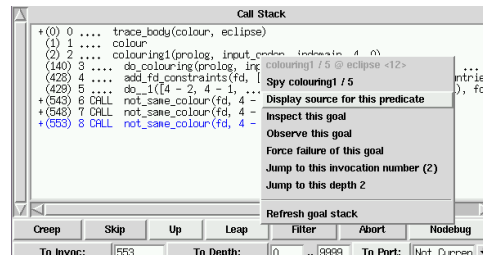 Call Stack
+(0) 0 .... trace_body(colour, eclipse)
(1) 1 .... colour
(2) 2 .... colouring1(prolog, input_order, indomain, 4, 0)
(140) 3 .... do_colouring(prolog, inp ...
(428) 4 .... add_fd_constraints(fd, [ ntrie
(429) 5 .... do__1([4 - 2, 4 - 1, ... ), fd
+(543) 6 CALL not_same_colour(fd, 4 -
+(548) 7 CALL not_same_colour(fd, 4 -
+(553) 8 CALL not_same_colour(fd, 4 -
colouring1 / 5 @ eclipse <12>
Spy colouring1 / 5
Display source for this predicate
Inspect this goal
Observe this goal
Force failure of this goal
Jump to this invocation number (2)
Jump to this depth 2
Refresh goal stack
Creep Skip Up Leap Filter Abort Nodebug
To Invoc: 553 To Depth: 0 .. 9999 To Port: Not Curren